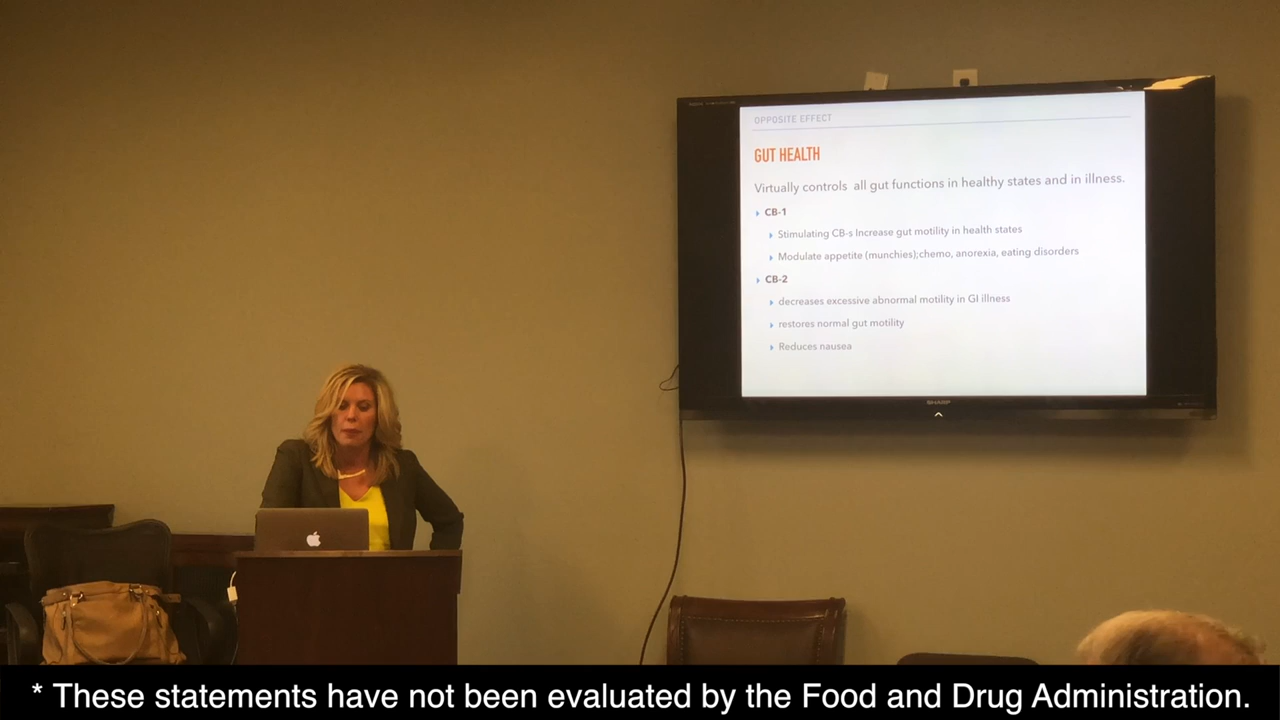 OPPOSITE EFFECT
GUT HEALTH
Virtually controls all gut functions in healthy states and in illness.
CB-1
Stimulating CB-s Increase gut motility in health states
Modulate appetite (munchies);chemo, anorexia, eating disorders
CB-2
decreases excessive abnormal motility in GI illness
restores normal gut motility
Reduces nausea
SHARP
* These statements have not been evaluated by the Food and Drug Administration.